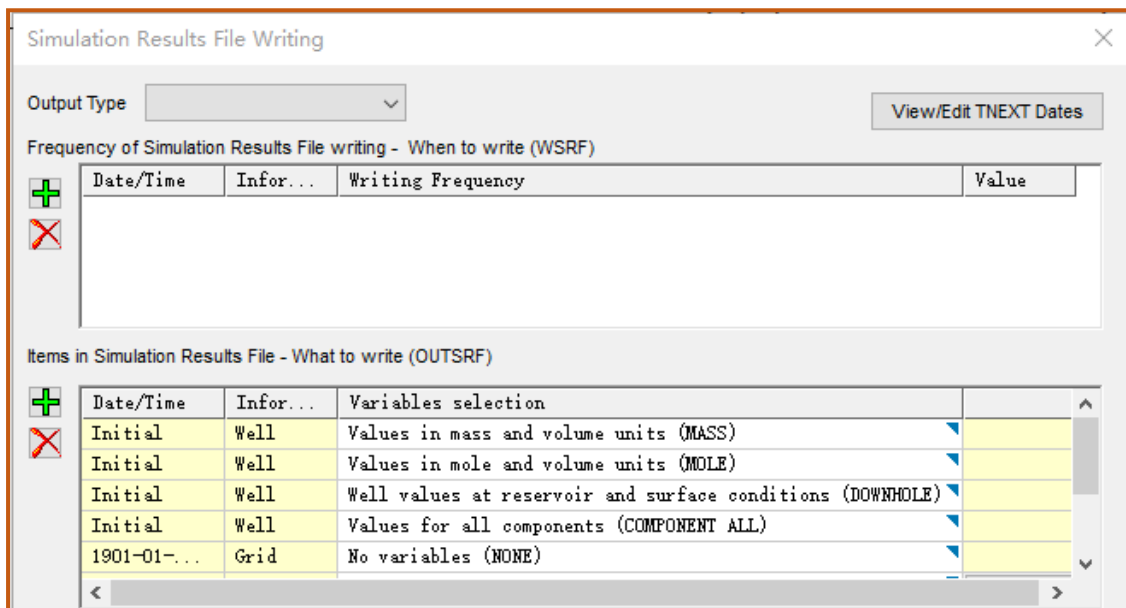 Simulation Results File Writing
Output Type
View/Edit TNEXT Dates
Frequency of Simulation Results File writing - When to write (WSRF)
Date/Time Infor... Writing Frequency Value
Items in Simulation Results File - What to write (OUTSRF)
Date/Time Infor... Variables selection
Initial Well Values in mass and volume units (MASS)
Initial Well Values in mole and volume units (MOLE)
Initial Well Well values at reservoir and surface conditions (DOWNHOLE)
Initial Well Values for all components (COMPONENT ALL)
1901-01-... Grid No variables (NONE)